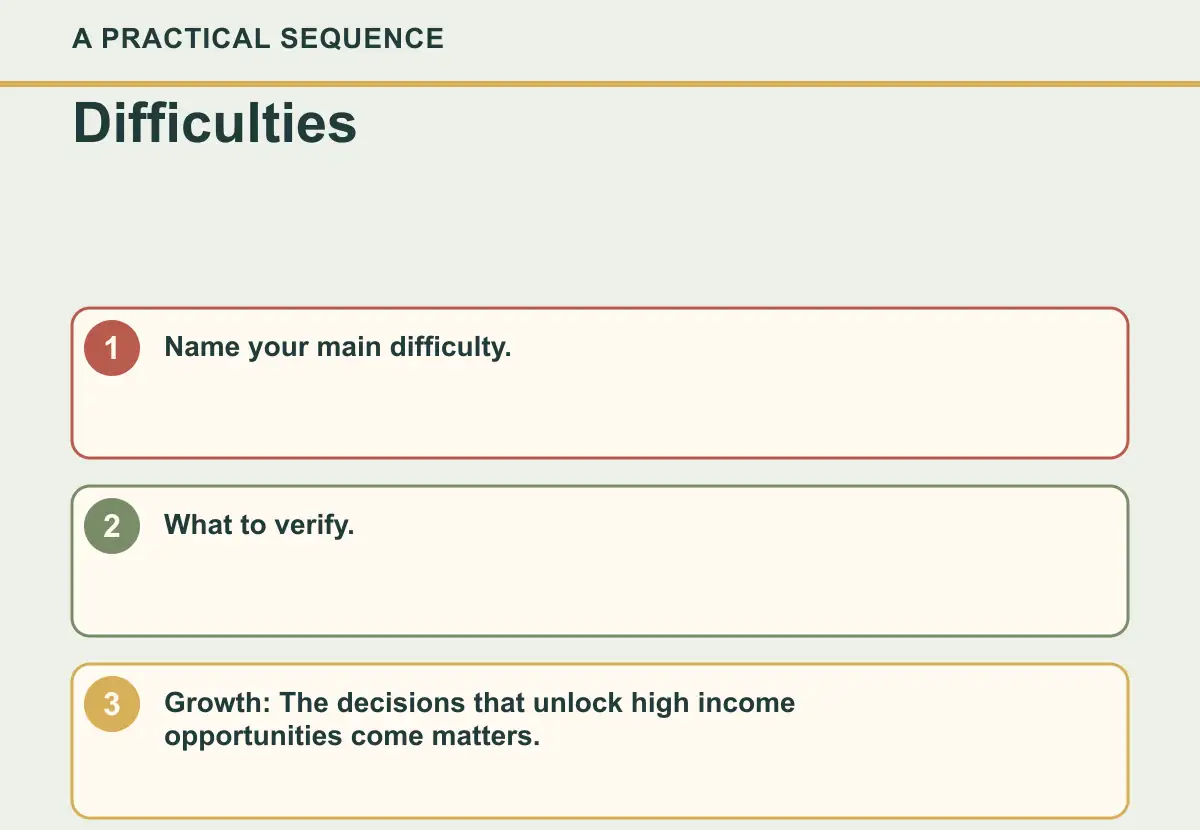 A PRACTICAL SEQUENCE
Difficulties
1
Name your main difficulty.
2
What to verify.
3
Growth: The decisions that unlock high income
opportunities come matters.